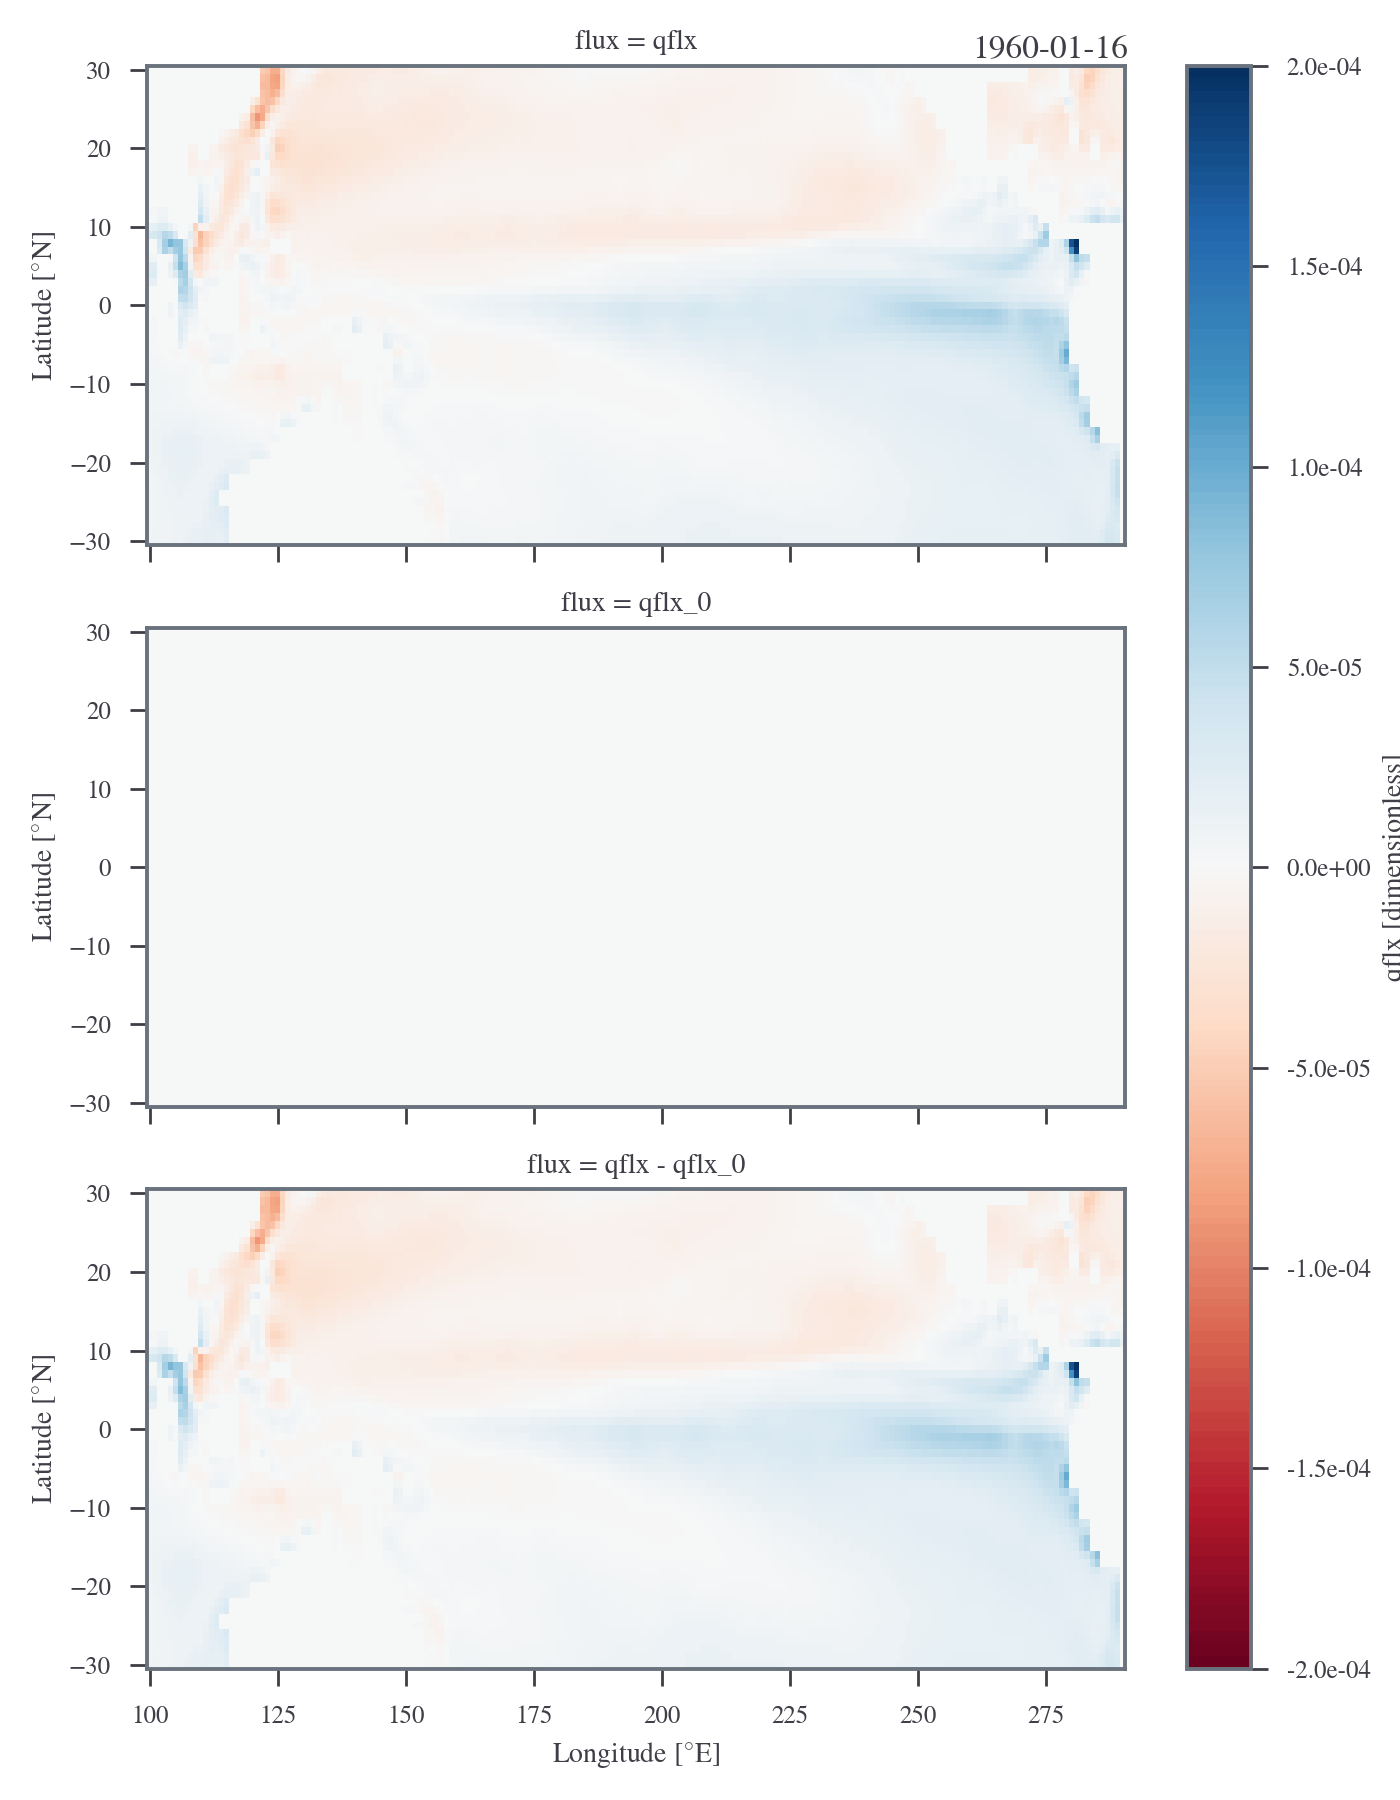 flux = qflx
1960-01-16
30
20
10
0
−10
−20
−30
Latitude [°N]
flux = qflx_0
30
20
10
0
−10
−20
−30
Latitude [°N]
flux = qflx - qflx_0
30
20
10
0
−10
−20
−30
Latitude [°N]
100 125 150 175 200 225 250 275
Longitude [°E]
2.0e-04
1.5e-04
1.0e-04
5.0e-05
0.0e+00
-5.0e-05
-1.0e-04
-1.5e-04
-2.0e-04
qflx [dimensionless]